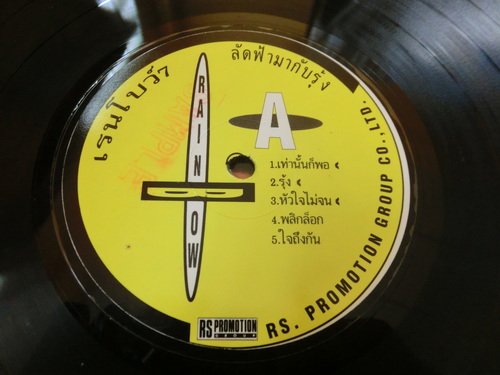 เรนโบว์7
ลัดฟ้ามากับรุ้ง
RAINBOW
A
1.เท่านั้นก็พอ
2.รุ้ง
3.หัวใจไม่จน
4.พลิกล็อก
5.ใจถึงกัน
RS PROMOTION
GROUP
RS. PROMOTION GROUP CO., LTD.